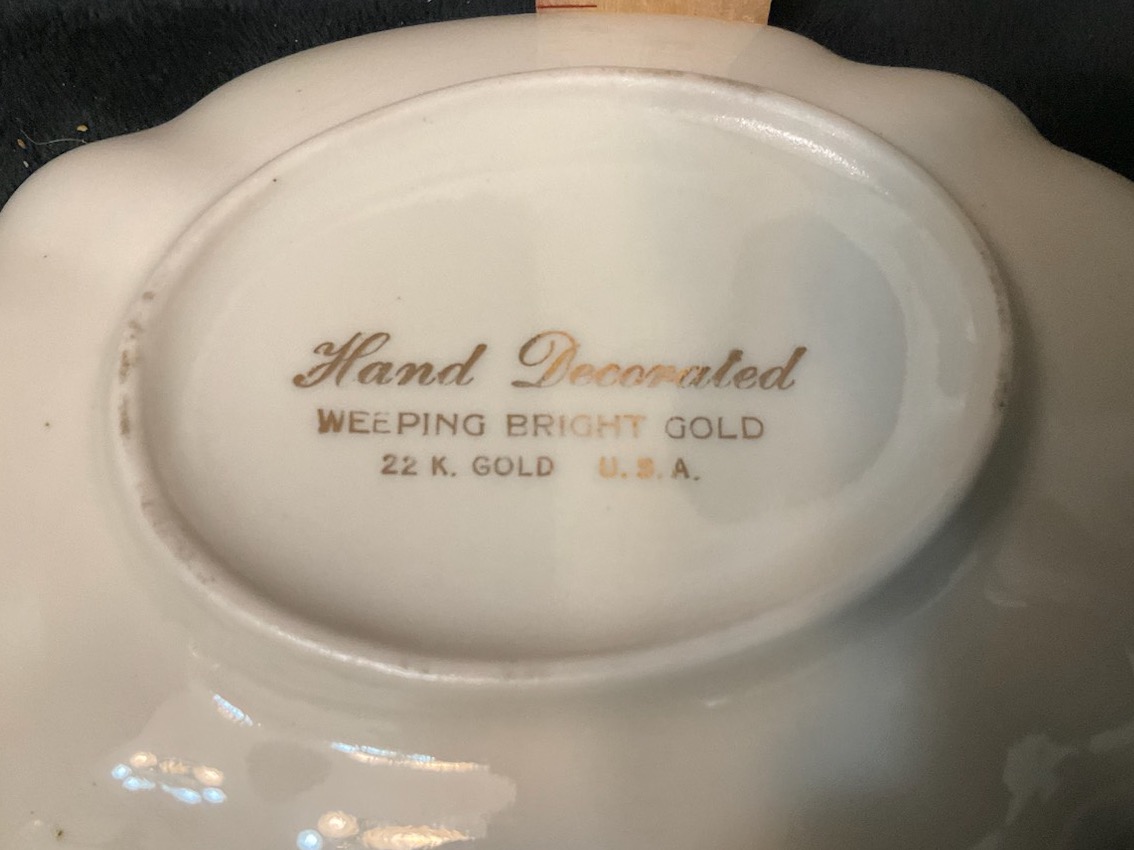 Hand Decorated
WEEPING BRIGHT GOLD
22 K. GOLD U.S.A.